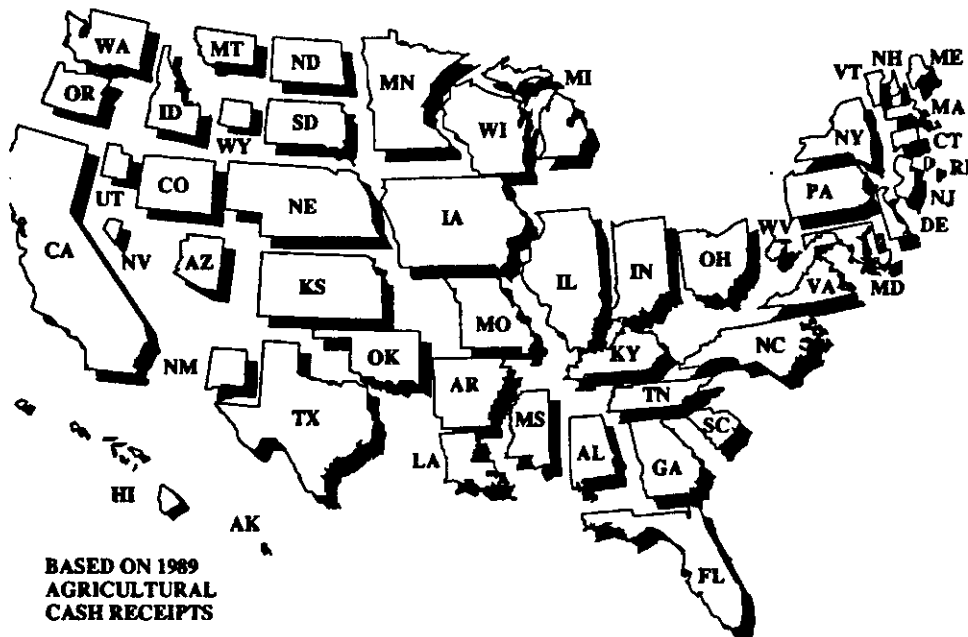 WA
MT
ND
MN
MI
VT
NH
ME
OR
ID
WY
SD
WI
NY
MA
CT
RI
UT
CO
NE
IA
PA
NJ
DE
CA
NV
AZ
KS
IL
IN
OH
WV
VA
MD
NM
OK
MO
KY
NC
TX
AR
MS
TN
SC
LA
AL
GA
HI
AK
FL
BASED ON 1989
AGRICULTURAL
CASH RECEIPTS